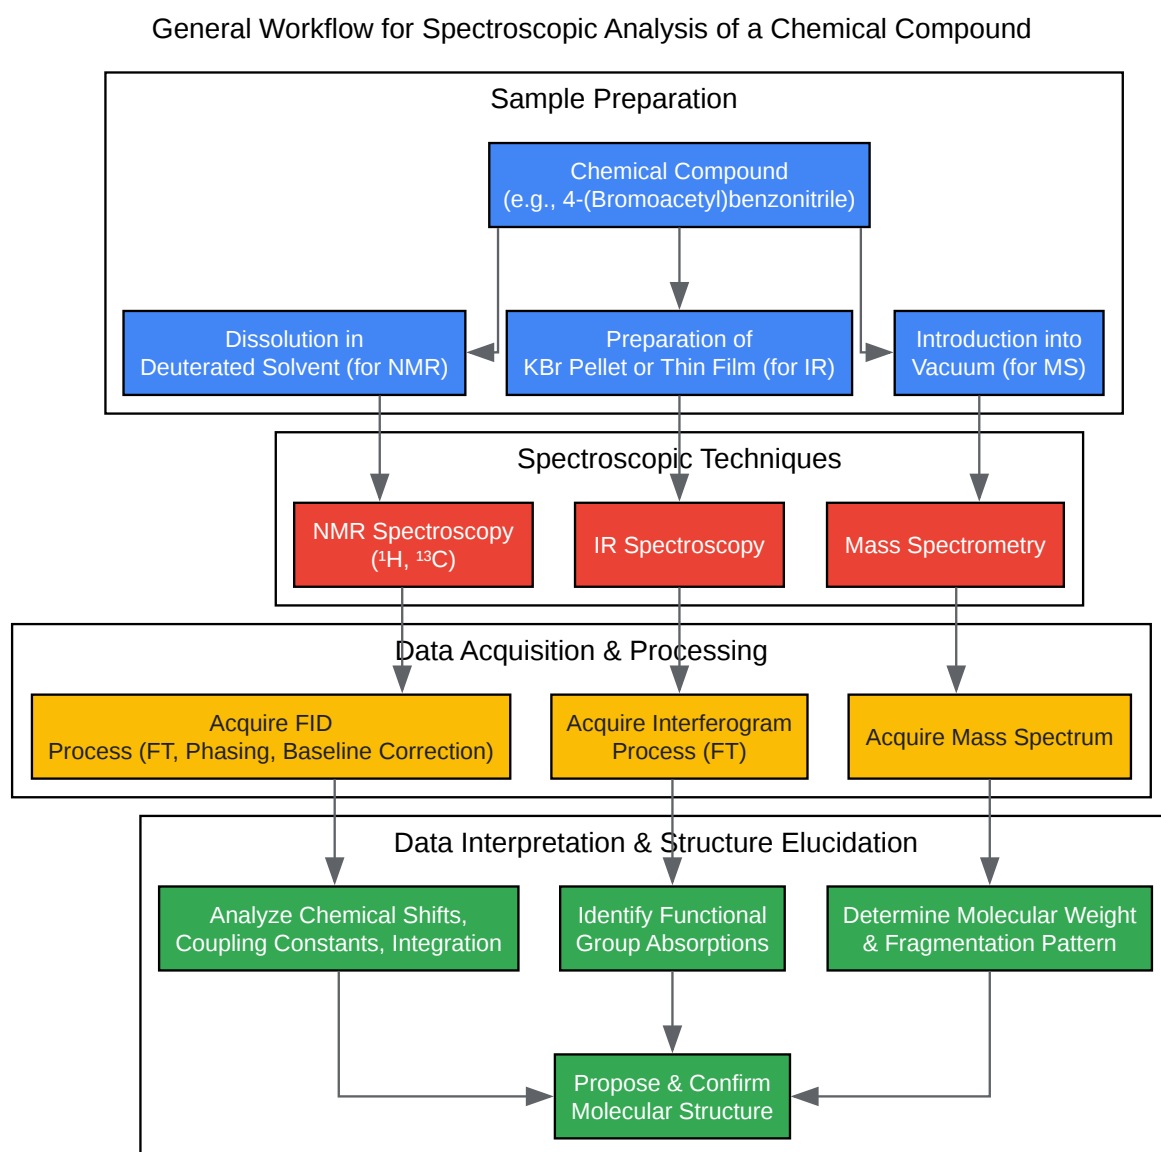 General Workflow for Spectroscopic Analysis of a Chemical Compound
Sample Preparation
Chemical Compound
(e.g., 4-(Bromoacetyl)benzonitrile)
Dissolution in
Deuterated Solvent (for NMR)
Preparation of
KBr Pellet or Thin Film (for IR)
Introduction into
Vacuum (for MS)
Spectroscopic Techniques
NMR Spectroscopy
(¹H, ¹³C)
IR Spectroscopy
Mass Spectrometry
Data Acquisition & Processing
Acquire FID
Process (FT, Phasing, Baseline Correction)
Acquire Interferogram
Process (FT)
Acquire Mass Spectrum
Data Interpretation & Structure Elucidation
Analyze Chemical Shifts,
Coupling Constants, Integration
Identify Functional
Group Absorptions
Determine Molecular Weight
& Fragmentation Pattern
Propose & Confirm
Molecular Structure